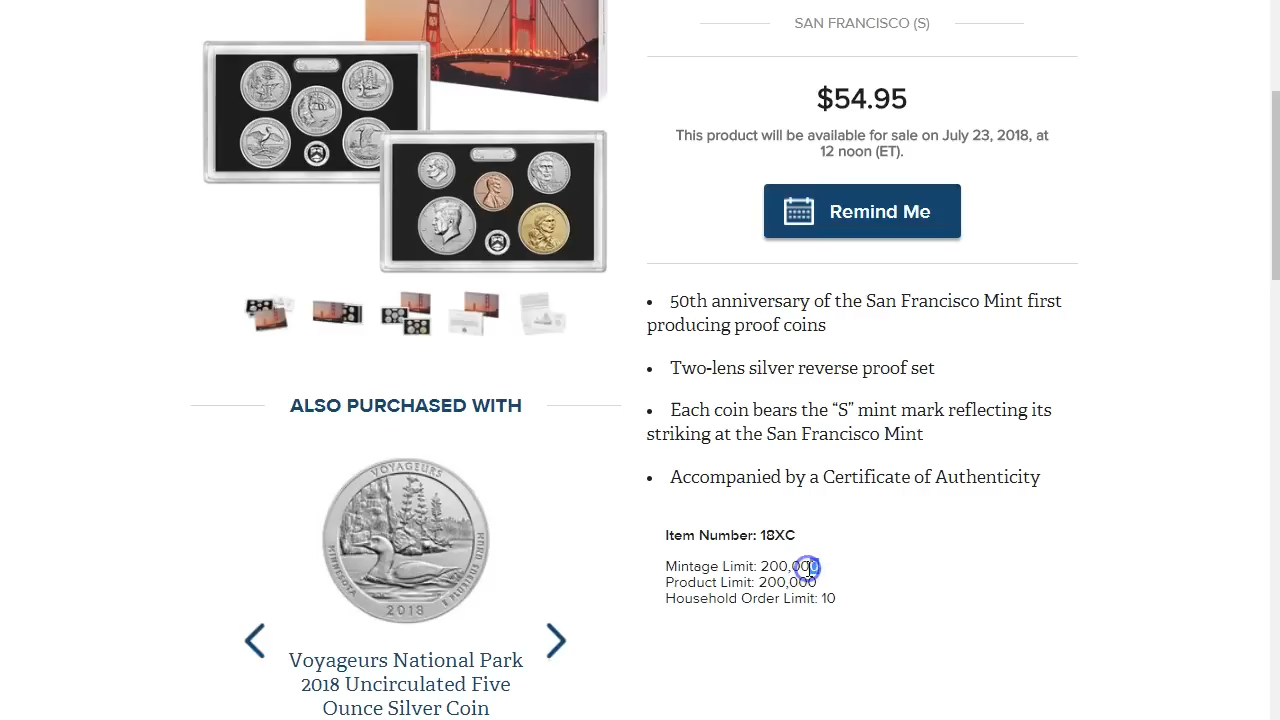 SAN FRANCISCO (S)
$54.95
This product will be available for sale on July 23, 2018, at
12 noon (ET).
Remind Me
• 50th anniversary of the San Francisco Mint first
producing proof coins
• Two-lens silver reverse proof set
• Each coin bears the “S” mint mark reflecting its
striking at the San Francisco Mint
• Accompanied by a Certificate of Authenticity
Item Number: 18XC
Mintage Limit: 200,000
Product Limit: 200,000
Household Order Limit: 10
ALSO PURCHASED WITH
VOYAGEURS
MINNESOTA
2018
E PLURIBUS UNUM
Voyageurs National Park
2018 Uncirculated Five
Ounce Silver Coin